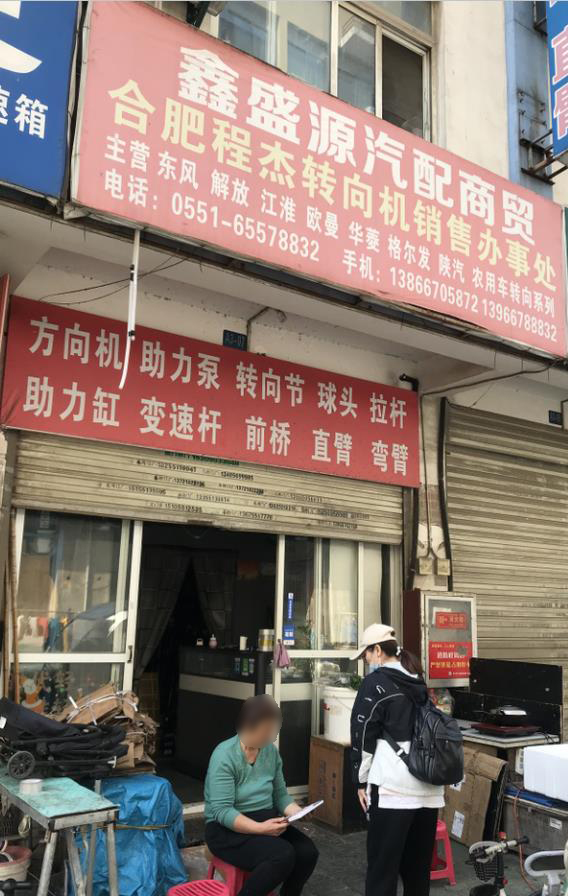 速箱
直
臂
鑫盛源汽配商贸
合肥程杰转向机销售办事处
主营 东风 解放 江淮 欧曼 华菱 格尔发 陕汽 农用车转向系列
电话：0551-65578832 手机：13866705872 13966788832
方向机 助力泵 转向节 球头 拉杆
助力缸 变速杆 前桥 直臂 弯臂